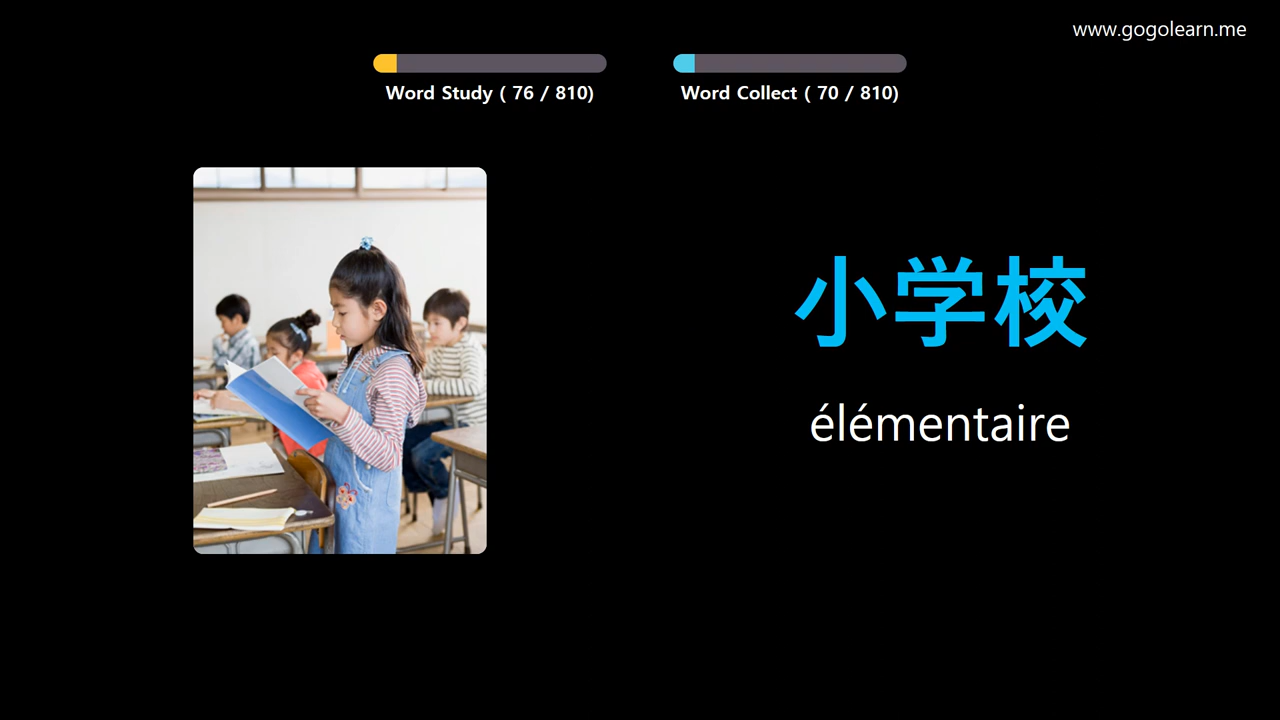 www.gogolearn.me
Word Study ( 76 / 810)
Word Collect ( 70 / 810)
小学校
élémentaire